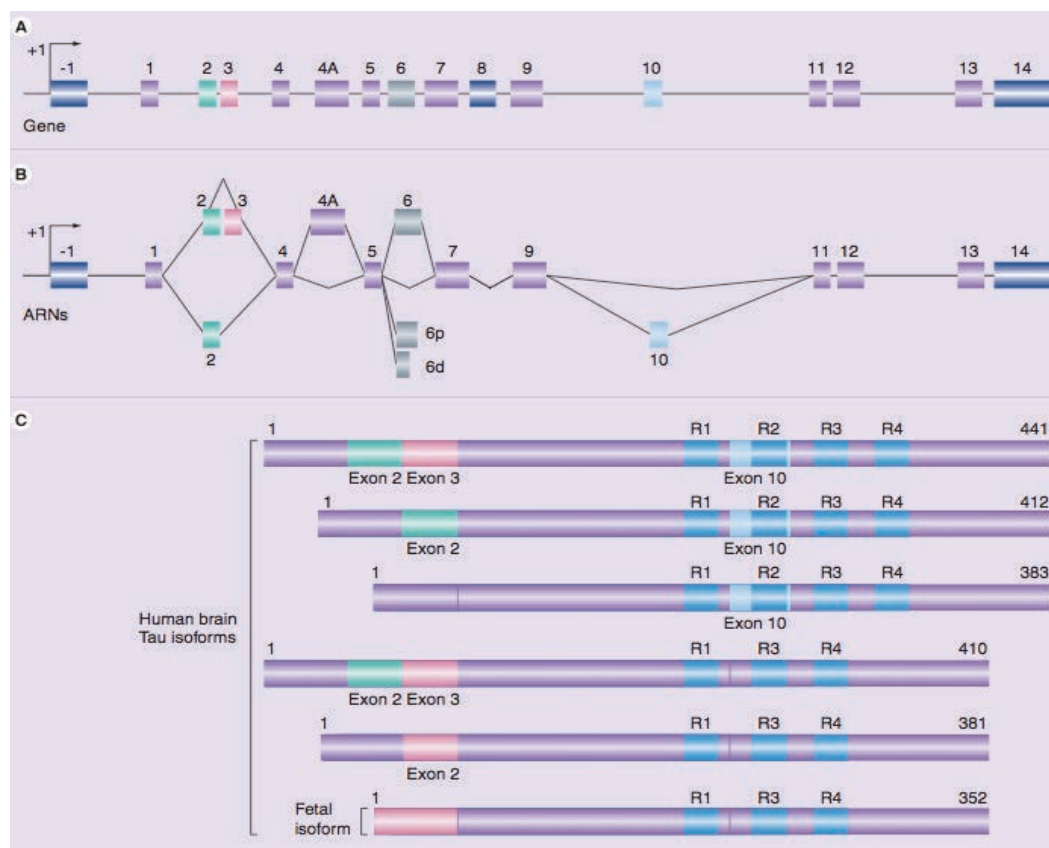 A
+1
-1 1 2 3 4 4A 5 6 7 8 9 10 11 12 13 14
Gene
B
2 3 4A 6
+1
-1 1 4 5 7 9 11 12 13 14
ARNs
2 6p 10
6d
C
1 R1 R2 R3 R4 441
Exon 2 Exon 3 Exon 10
1 R1 R2 R3 R4 412
Exon 2 Exon 10
1 R1 R2 R3 R4 383
Human brain
Tau isoforms
Exon 10
1 R1 R3 R4 410
Exon 2 Exon 3
1 R1 R3 R4 381
Exon 2
Fetal
isoform
1 R1 R3 R4 352